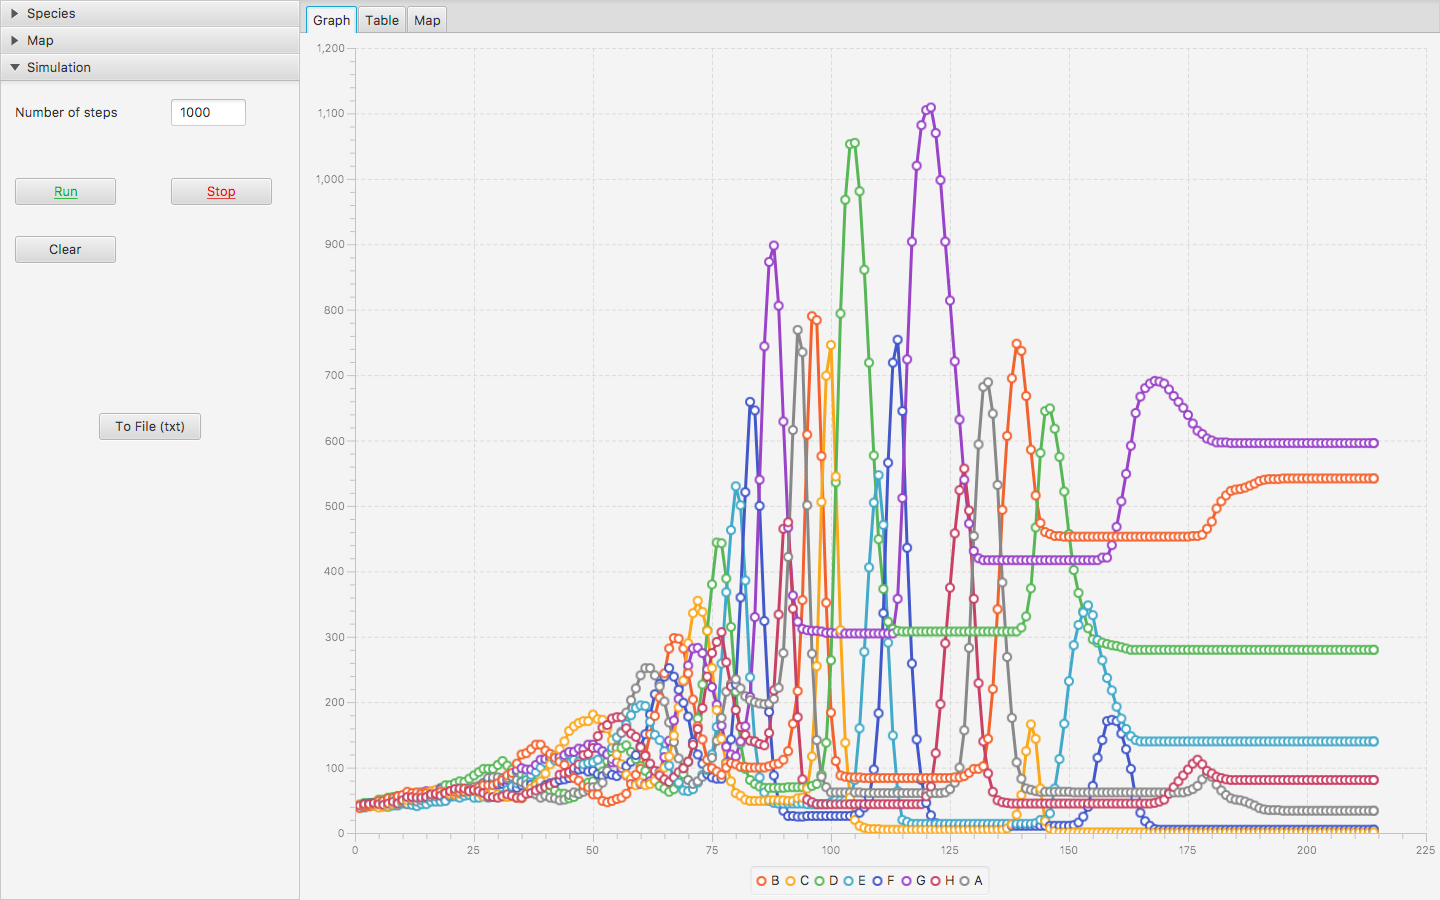 Species
Map
Simulation
Number of steps 1000
Run Stop
Clear
To File (txt)
Graph Table Map
1,200
1,100
1,000
900
800
700
600
500
400
300
200
100
0
0 25 50 75 100 125 150 175 200 225
B C D E F G H A